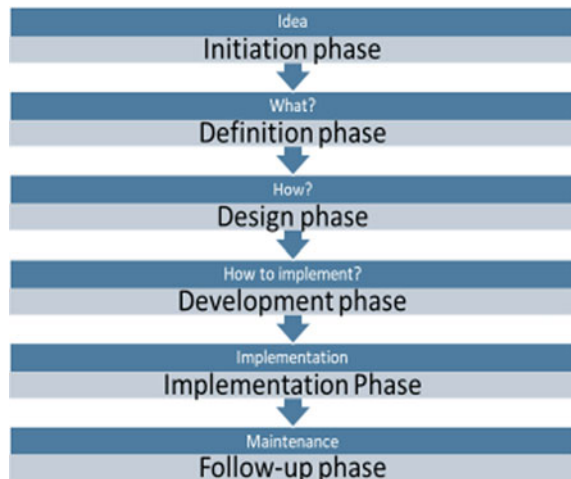 Idea
Initiation phase
What?
Definition phase
How?
Design phase
How to implement?
Development phase
Implementation
Implementation Phase
Maintenance
Follow-up phase